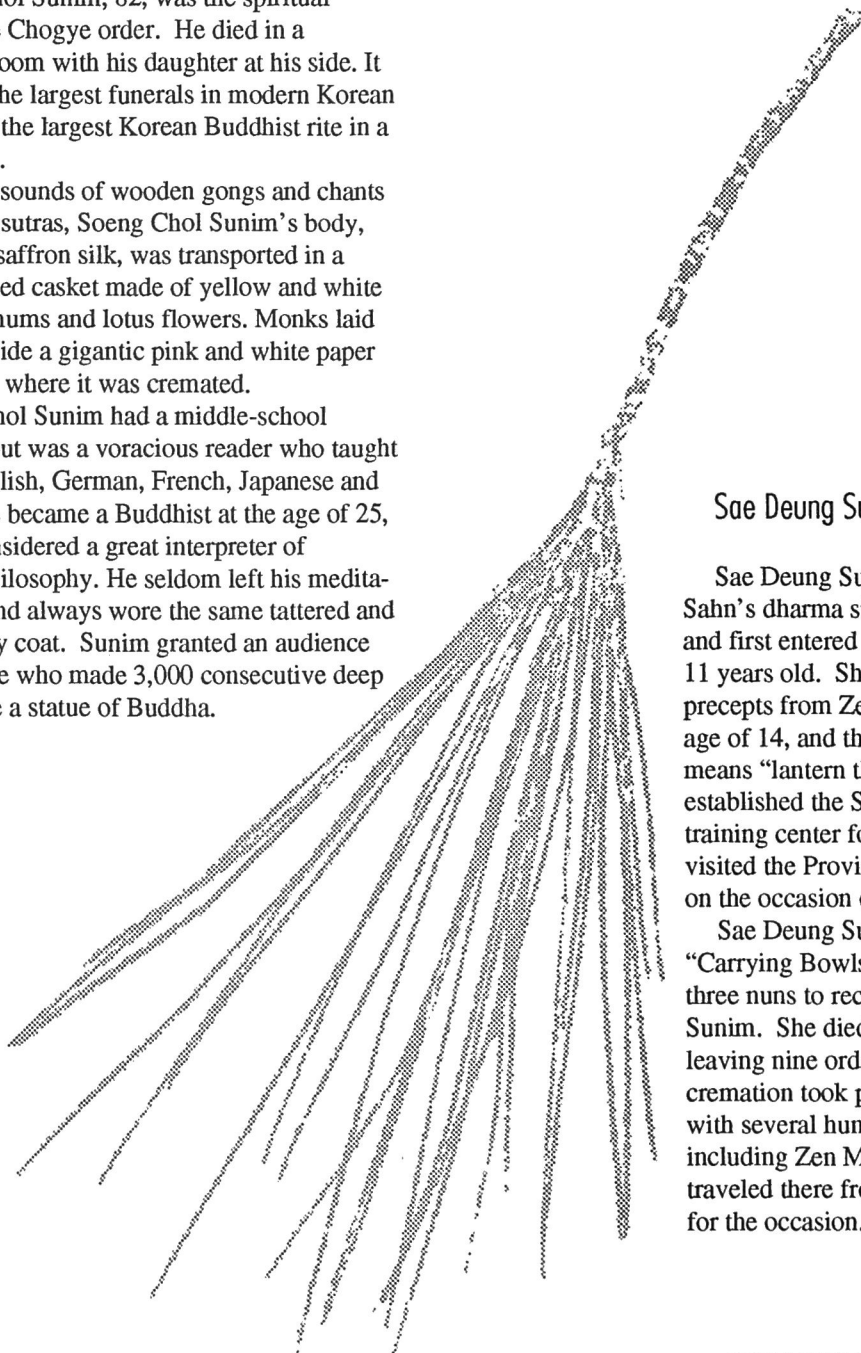 ol Sunim, 82, was the spiritual
Chogye order. He died in a
oom with his daughter at his side. It
he largest funerals in modern Korean
the largest Korean Buddhist rite in a
.
sounds of wooden gongs and chants
sutras, Soeng Chol Sunim’s body,
saffron silk, was transported in a
ed casket made of yellow and white
nums and lotus flowers. Monks laid
ide a gigantic pink and white paper
where it was cremated.
hol Sunim had a middle-school
ut was a voracious reader who taught
lish, German, French, Japanese and
became a Buddhist at the age of 25,
nsidered a great interpreter of
ilosophy. He seldom left his medita-
nd always wore the same tattered and
y coat. Sunim granted an audience
e who made 3,000 consecutive deep
e a statue of Buddha.
Sae Deung Su
Sae Deung Su
Sahn’s dharma s
and first entered
11 years old. Sh
precepts from Ze
age of 14, and th
means “lantern t
established the S
training center fo
visited the Provi
on the occasion
Sae Deung Su
“Carrying Bowls
three nuns to rec
Sunim. She died
leaving nine ord
cremation took p
with several hun
including Zen M
traveled there fr
for the occasion.